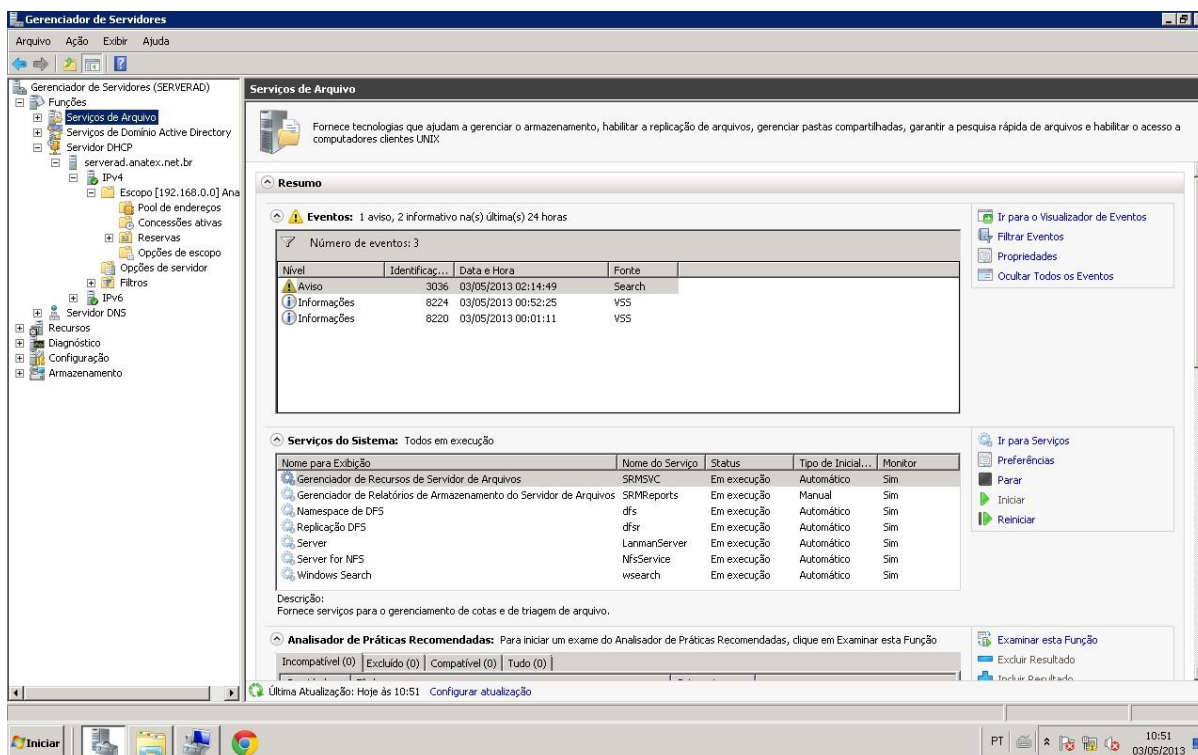 Gerenciador de Servidores
Arquivo Ação Exibir Ajuda
Gerenciador de Servidores (SERVERAD)
Funções
Serviços de Arquivo
Serviços de Domínio Active Directory
Servidor DHCP
serverad.anatex.net.br
IPv4
Escopo [192.168.0.0] Ana
Pool de endereços
Concessões ativas
Reservas
Opções de escopo
Opções de servidor
Filtros
IPv6
Servidor DNS
Recursos
Diagnóstico
Configuração
Armazenamento
Serviços de Arquivo
Fornece tecnologias que ajudam a gerenciar o armazenamento, habilitar a replicação de arquivos, gerenciar pastas compartilhadas, garantir a pesquisa rápida de arquivos e habilitar o acesso a
computadores clientes UNIX
Resumo
Eventos: 1 aviso, 2 informativo na(s) última(s) 24 horas
Número de eventos: 3
Nível Identificaç... Data e Hora Fonte
Aviso 3036 03/05/2013 02:14:49 Search
Informações 8224 03/05/2013 00:52:25 VSS
Informações 8220 03/05/2013 00:01:11 VSS
Ir para o Visualizador de Eventos
Filtrar Eventos
Propriedades
Ocultar Todos os Eventos
Serviços do Sistema: Todos em execução
Nome para Exibição Nome do Serviço Status Tipo de Inicial... Monitor
Gerenciador de Recursos de Servidor de Arquivos SRMSVC Em execução Automático Sim
Gerenciador de Relatórios de Armazenamento do Servidor de Arquivos SRMReports Em execução Manual Sim
Namespace de DFS dfs Em execução Automático Sim
Replicação DFS dfsr Em execução Automático Sim
Server LanmanServer Em execução Automático Sim
Server for NFS NfsService Em execução Automático Sim
Windows Search wsearch Em execução Automático Sim
Descrição:
Fornece serviços para o gerenciamento de cotas e de triagem de arquivo.
Ir para Serviços
Preferências
Parar
Iniciar
Reiniciar
Analisador de Práticas Recomendadas: Para iniciar um exame do Analisador de Práticas Recomendadas, clique em Examinar esta Função
Incompatível (0) Excluído (0) Compatível (0) Tudo (0)
Examinar esta Função
Excluir Resultado
Incluir Resultado
Última Atualização: Hoje às 10:51 Configurar atualização
Iniciar
PT
10:51
03/05/2013